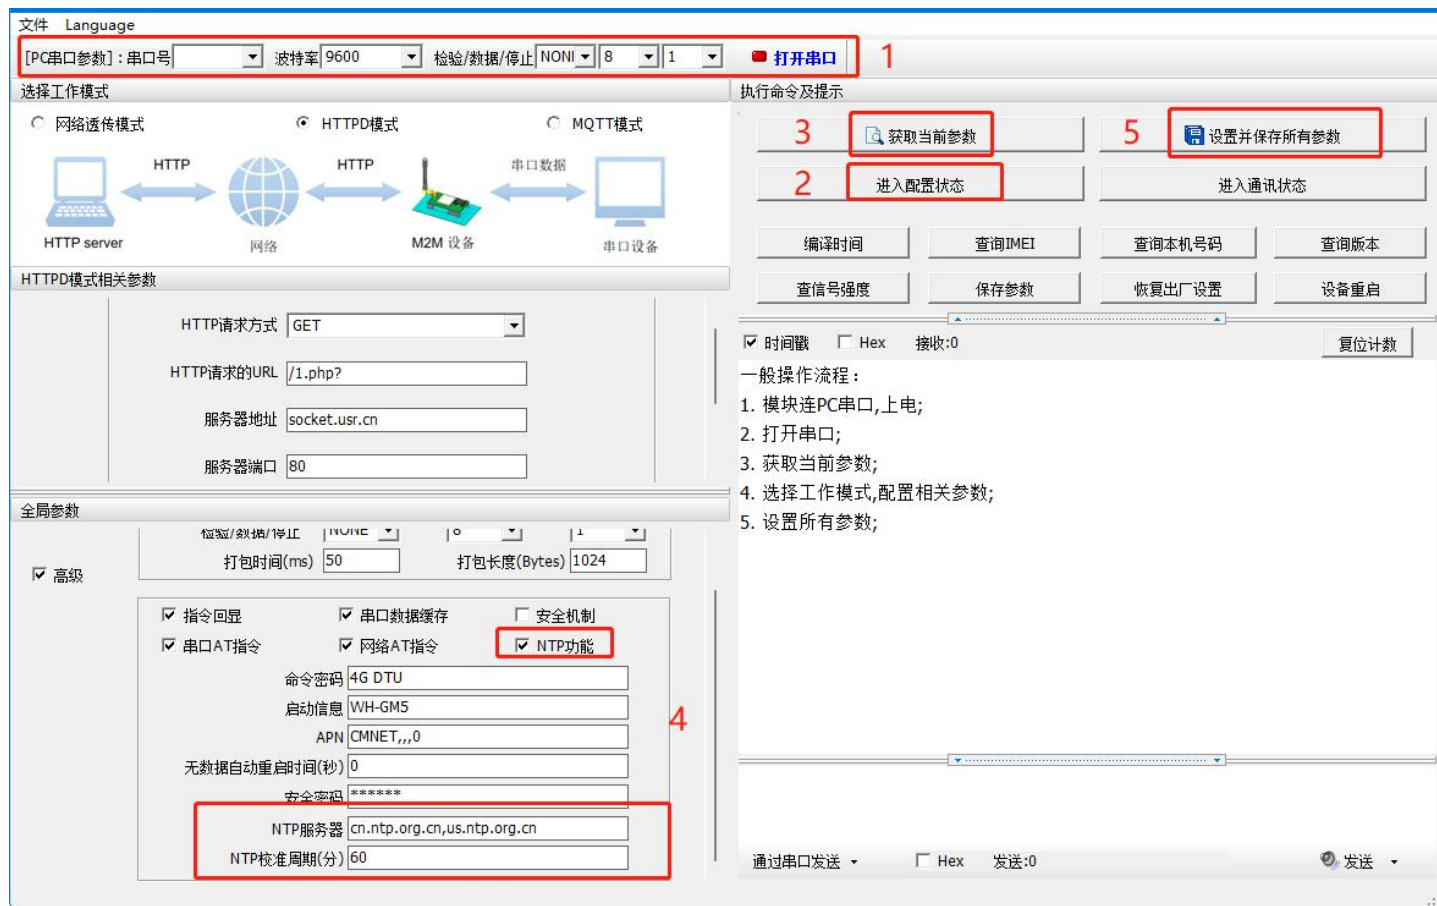 文件 Language
[PC串口参数]：串口号 波特率 9600 检验/数据/停止 NONI 8 1 打开串口 1
选择工作模式
网络透传模式 HTTPD模式 MQTT模式
HTTP HTTP 串口数据
HTTP server 网络 M2M 设备 串口设备
HTTPD模式相关参数
HTTP请求方式 GET
HTTP请求的URL /1.php?
服务器地址 socket.usr.cn
服务器端口 80
全局参数
检验/数据/停止 NONE 8 1
打包时间(ms) 50 打包长度(Bytes) 1024
高级
指令回显 串口数据缓存 安全机制
串口AT指令 网络AT指令 NTP功能
命令密码 4G DTU
启动信息 WH-GM5
APN CMNET,,,0
无数据自动重启时间(秒) 0
安全密码 ******
NTP服务器 cn.ntp.org.cn,us.ntp.org.cn
NTP校准周期(分) 60
4
执行命令及提示
3 获取当前参数 5 设置并保存所有参数
2 进入配置状态 进入通讯状态
编译时间 查询IMEI 查询本机号码 查询版本
查信号强度 保存参数 恢复出厂设置 设备重启
时间戳 Hex 接收:0 复位计数
一般操作流程：
1. 模块连PC串口,上电;
2. 打开串口;
3. 获取当前参数;
4. 选择工作模式,配置相关参数;
5. 设置所有参数;
通过串口发送 Hex 发送:0 发送